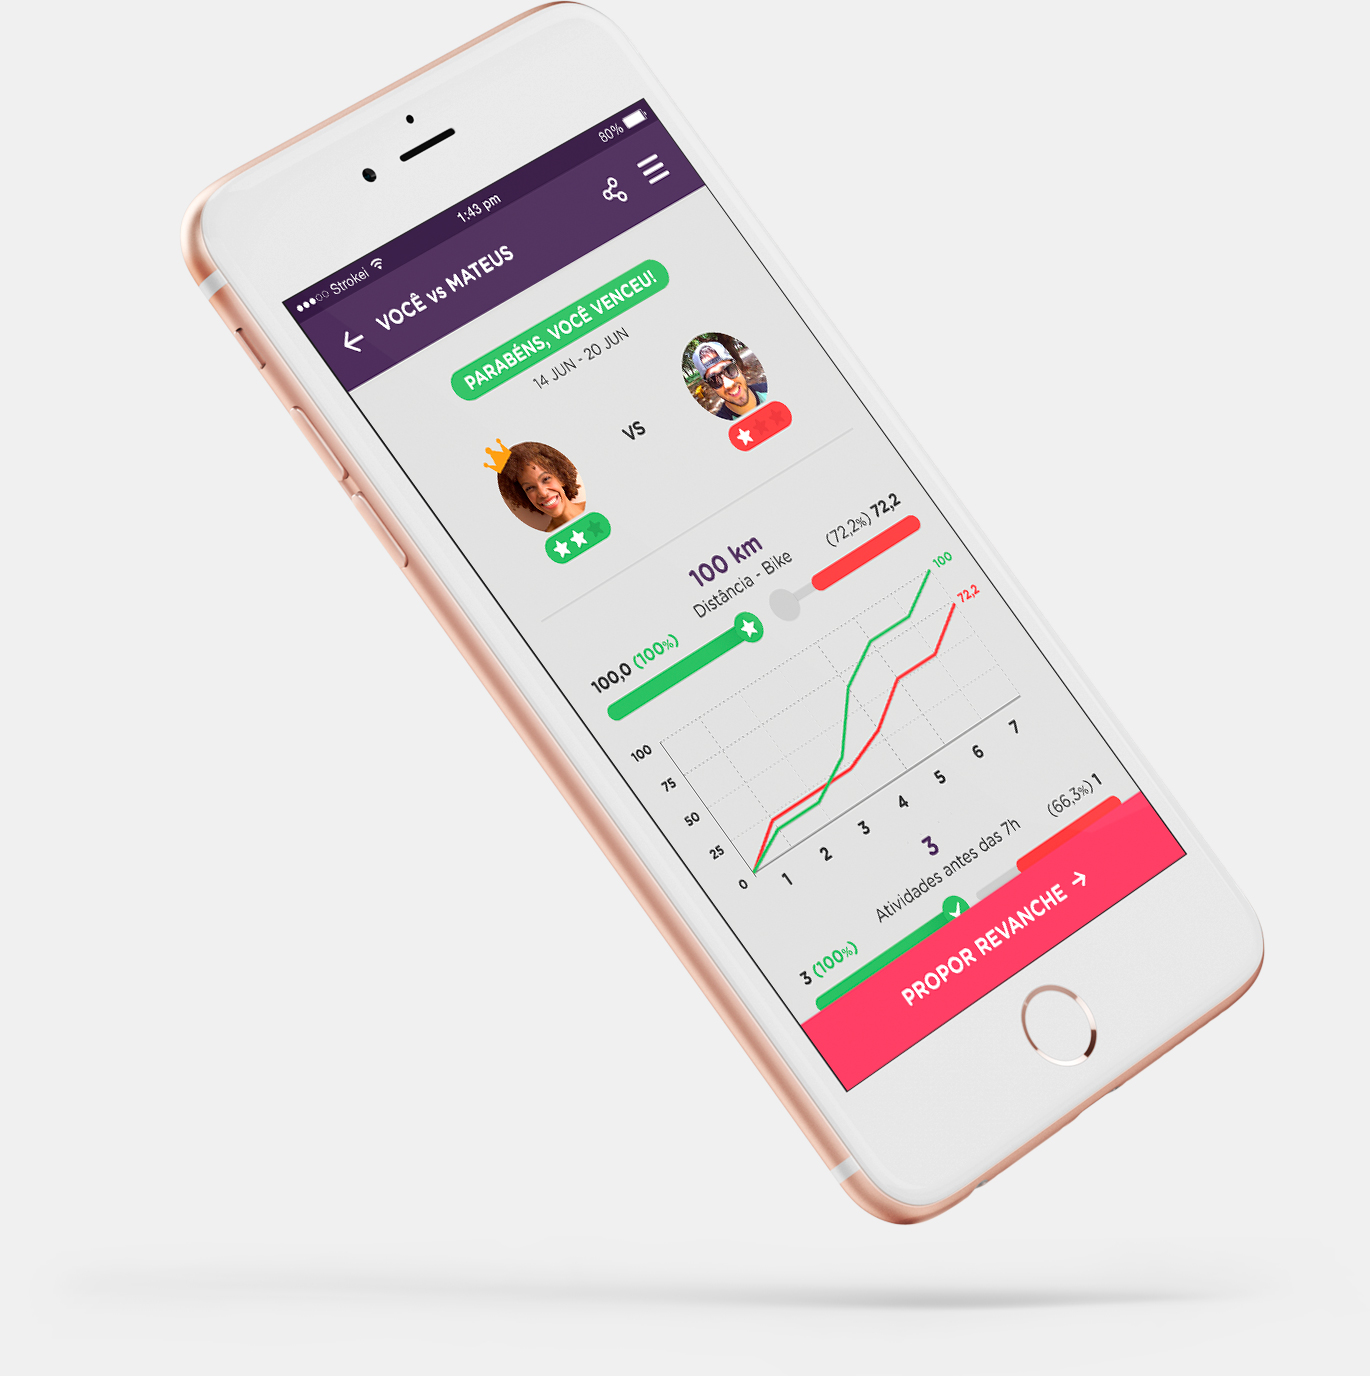 Strokei
1:43 pm
80%
VOCÊ vs MATEUS
PARABÉNS, VOCÊ VENCEU!
14 JUN - 20 JUN
VS
100 km
Distância - Bike
100,0 (100%)
(72,2%) 72,2
100
72,2
100
75
50
25
0
1
2
3
4
5
6
7
3
Atividades antes das 7h
3 (100%)
(66,3%) 1
PROPOR REVANCHE →